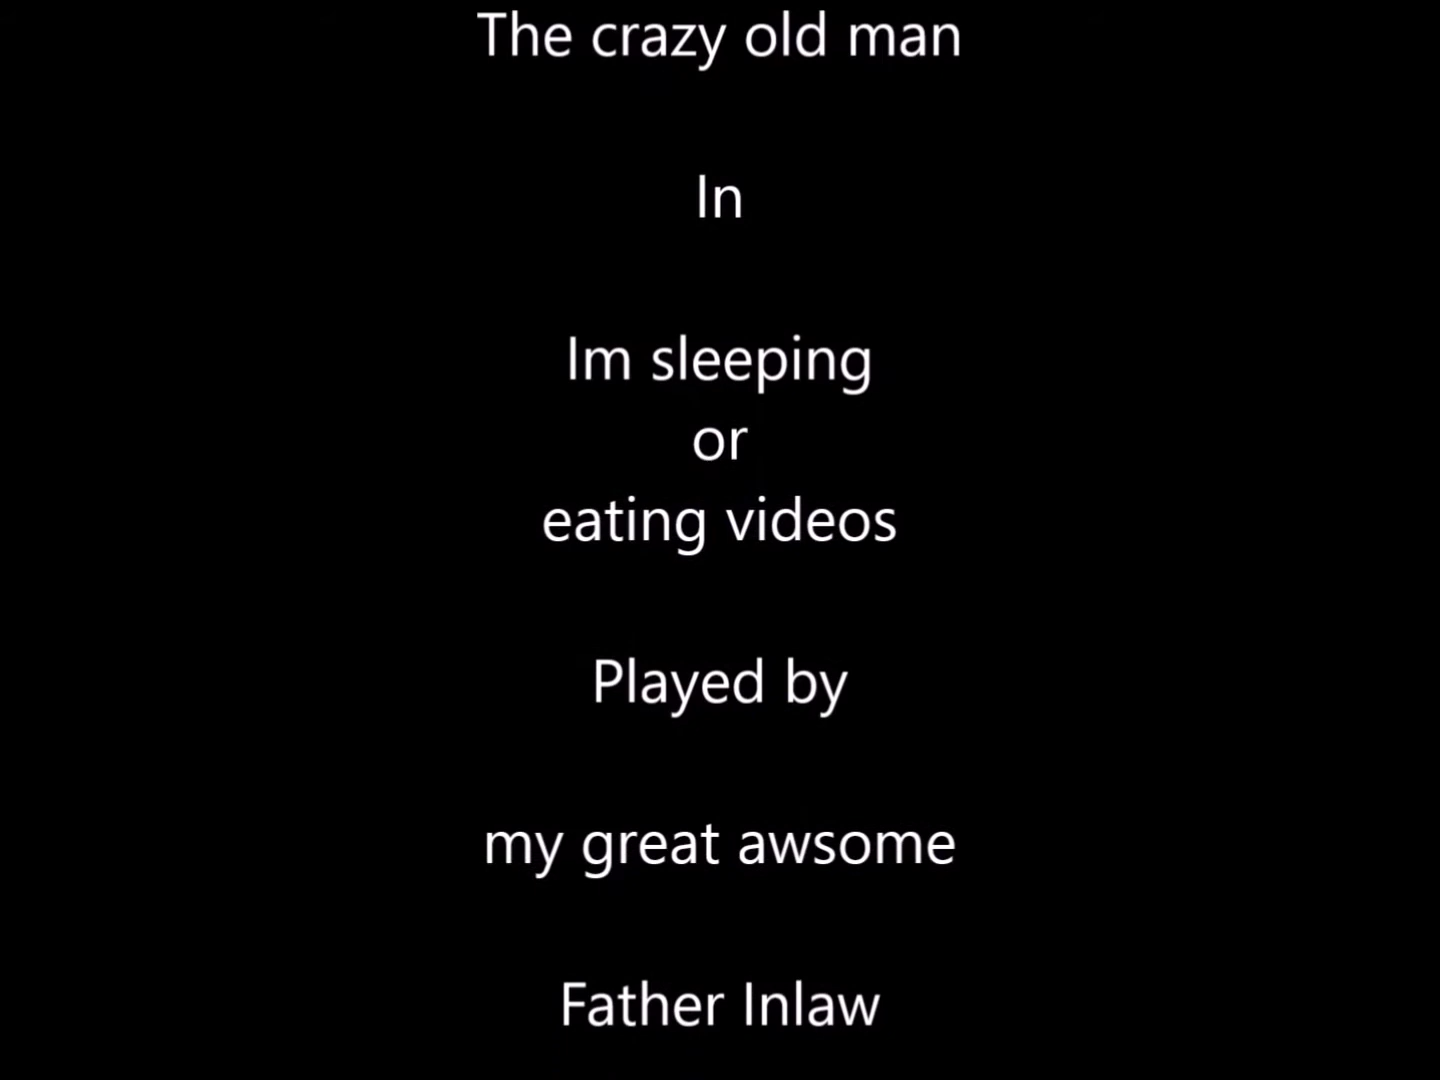 The crazy old man
In
Im sleeping
or
eating videos
Played by
my great awsome
Father Inlaw